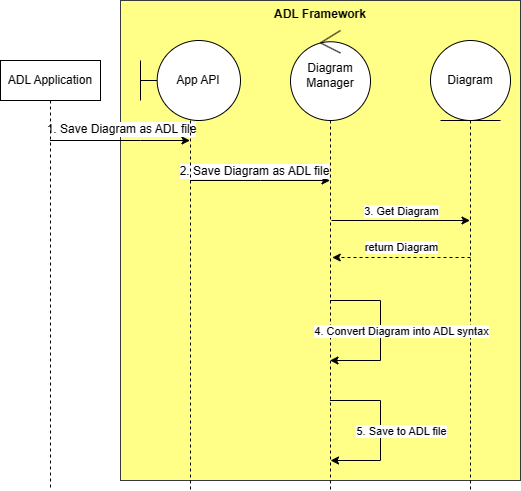 ADL Framework
ADL Application
App API
Diagram
Manager
Diagram
1. Save Diagram as ADL file
2. Save Diagram as ADL file
3. Get Diagram
return Diagram
4. Convert Diagram into ADL syntax
5. Save to ADL file